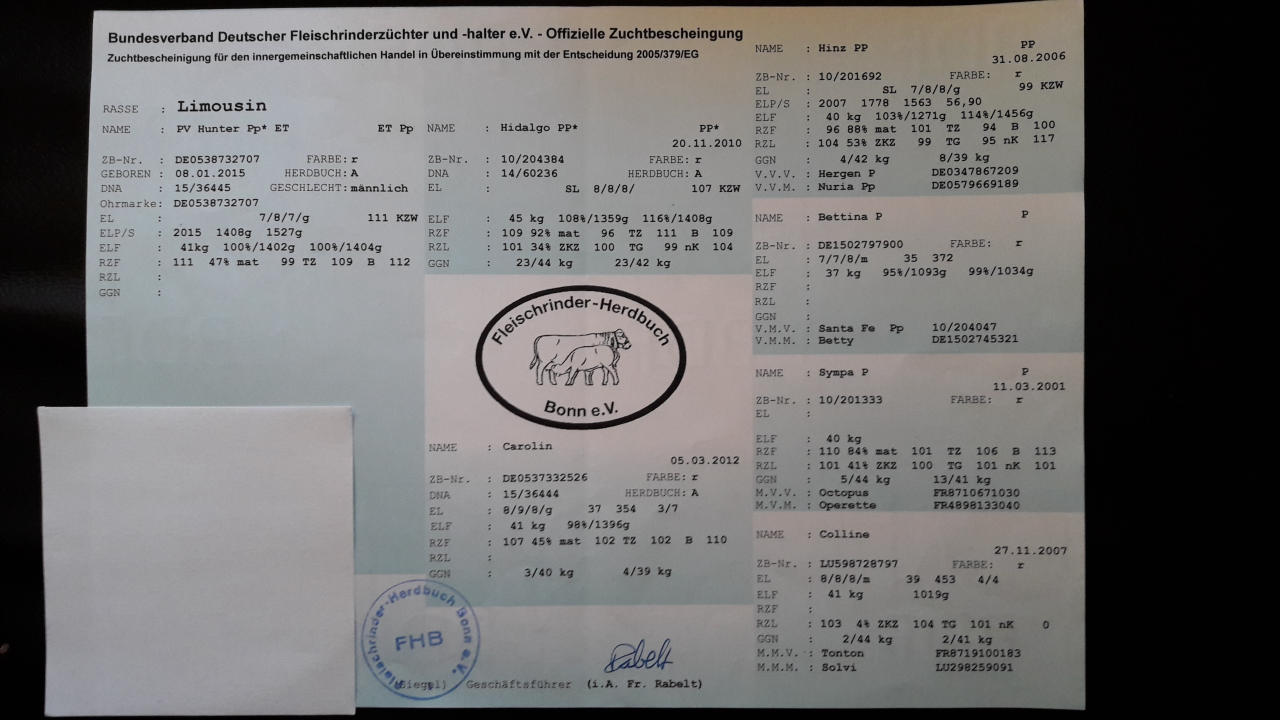 Bundesverband Deutscher Fleischrinderzüchter und -halter e.V. - Offizielle Zuchtbescheingung
Zuchtbescheinigung für den innergemeinschaftlichen Handel in Übereinstimmung mit der Entscheidung 2005/379/EG
RASSE : Limousin
NAME : PV Hunter Pp* ET ET Pp
ZB-Nr. : DE0538732707 FARBE: r
GEBOREN : 08.01.2015 HERDBUCH: A
DNA : 15/36445 GESCHLECHT: männlich
Ohrmarke: DE0538732707
EL : 7/8/7/g 111 KZW
ELP/S : 2015 1408g 1527g
ELF : 41kg 100%/1402g 100%/1404g
RZF : 111 47% mat 99 TZ 109 B 112
RZL :
GGN :
NAME : Hidalgo PP* PP*
20.11.2010
ZB-Nr. : 10/204384 FARBE: r
DNA : 14/60236 HERDBUCH: A
EL : SL 8/8/8/ 107 KZW
ELF : 45 kg 108%/1359g 116%/1408g
RZF : 109 92% mat 96 TZ 111 B 109
RZL : 101 34% ZKZ 100 TG 99 nK 104
GGN : 23/44 kg 23/42 kg
Fleischrinder-Herdbuch
Bonn e.V.
NAME : Carolin
05.03.2012
ZB-Nr. : DE0537332526 FARBE: r
DNA : 15/36444 HERDBUCH: A
EL : 8/9/8/g 37 354 3/7
ELF : 41 kg 98%/1396g
RZF : 107 45% mat 102 TZ 102 B 110
RZL :
GGN : 3/40 kg 4/39 kg
Fleischrinder-Herdbuch Bonn e.V.
FHB
(Siegel) Geschäftsführer (i.A. Fr. Rabelt)
Rabelt
NAME : Hinz PP PP
31.08.2006
ZB-Nr. : 10/201692 FARBE: r
EL : SL 7/8/8/g 99 KZW
ELP/S : 2007 1778 1563 56,90
ELF : 40 kg 103%/1271g 114%/1456g
RZF : 96 88% mat 101 TZ 94 B 100
RZL : 104 53% ZKZ 99 TG 95 nK 117
GGN : 4/42 kg 8/39 kg
V.V.V. : Hergen P DE0347867209
V.V.M. : Nuria Pp DE0579669189
NAME : Bettina P P
ZB-Nr. : DE1502797900 FARBE: r
EL : 7/7/8/m 35 372
ELF : 37 kg 95%/1093g 99%/1034g
RZF :
RZL :
GGN :
V.M.V. : Santa Fe Pp 10/204047
V.M.M. : Betty DE1502745321
NAME : Sympa P P
11.03.2001
ZB-Nr. : 10/201333 FARBE: r
EL :
ELF : 40 kg
RZF : 110 84% mat 101 TZ 106 B 113
RZL : 101 41% ZKZ 100 TG 101 nK 101
GGN : 5/44 kg 13/41 kg
M.V.V. : Octopus FR8710671030
M.V.M. : Operette FR4898133040
NAME : Colline
27.11.2007
ZB-Nr. : LU598728797 FARBE: r
EL : 8/8/8/m 39 453 4/4
ELF : 41 kg 1019g
RZF :
RZL : 103 4% ZKZ 104 TG 101 nK 0
GGN : 2/44 kg 2/41 kg
M.M.V. : Tonton FR8719100183
M.M.M. : Solvi LU298259091